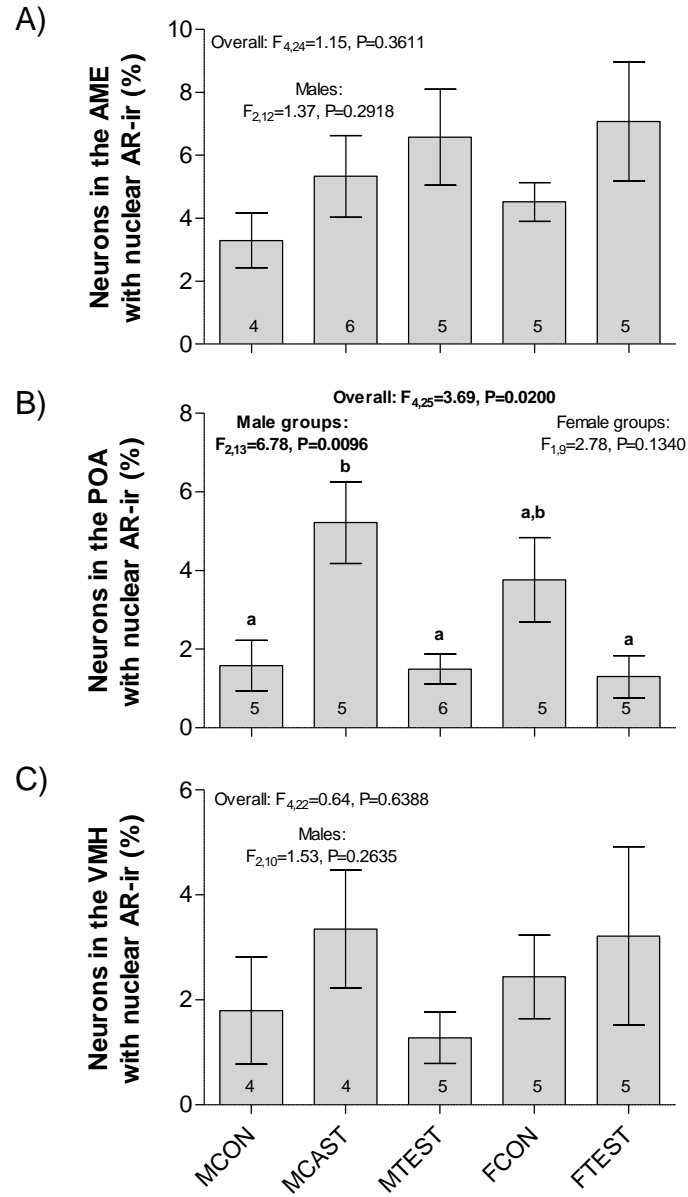 A)
Neurons in the AME
with nuclear AR-ir (%)
10
8
6
4
2
0
Overall: F4,24=1.15, P=0.3611
Males:
F2,12=1.37, P=0.2918
4 6 5 5 5
B)
Neurons in the POA
with nuclear AR-ir (%)
8
6
4
2
0
Overall: F4,25=3.69, P=0.0200
Male groups:
F2,13=6.78, P=0.0096
Female groups:
F1,9=2.78, P=0.1340
a b a a,b a
5 5 6 5 5
C)
Neurons in the VMH
with nuclear AR-ir (%)
6
4
2
0
Overall: F4,22=0.64, P=0.6388
Males:
F2,10=1.53, P=0.2635
4 4 5 5 5
MCON MCAST MTEST FCON FTEST